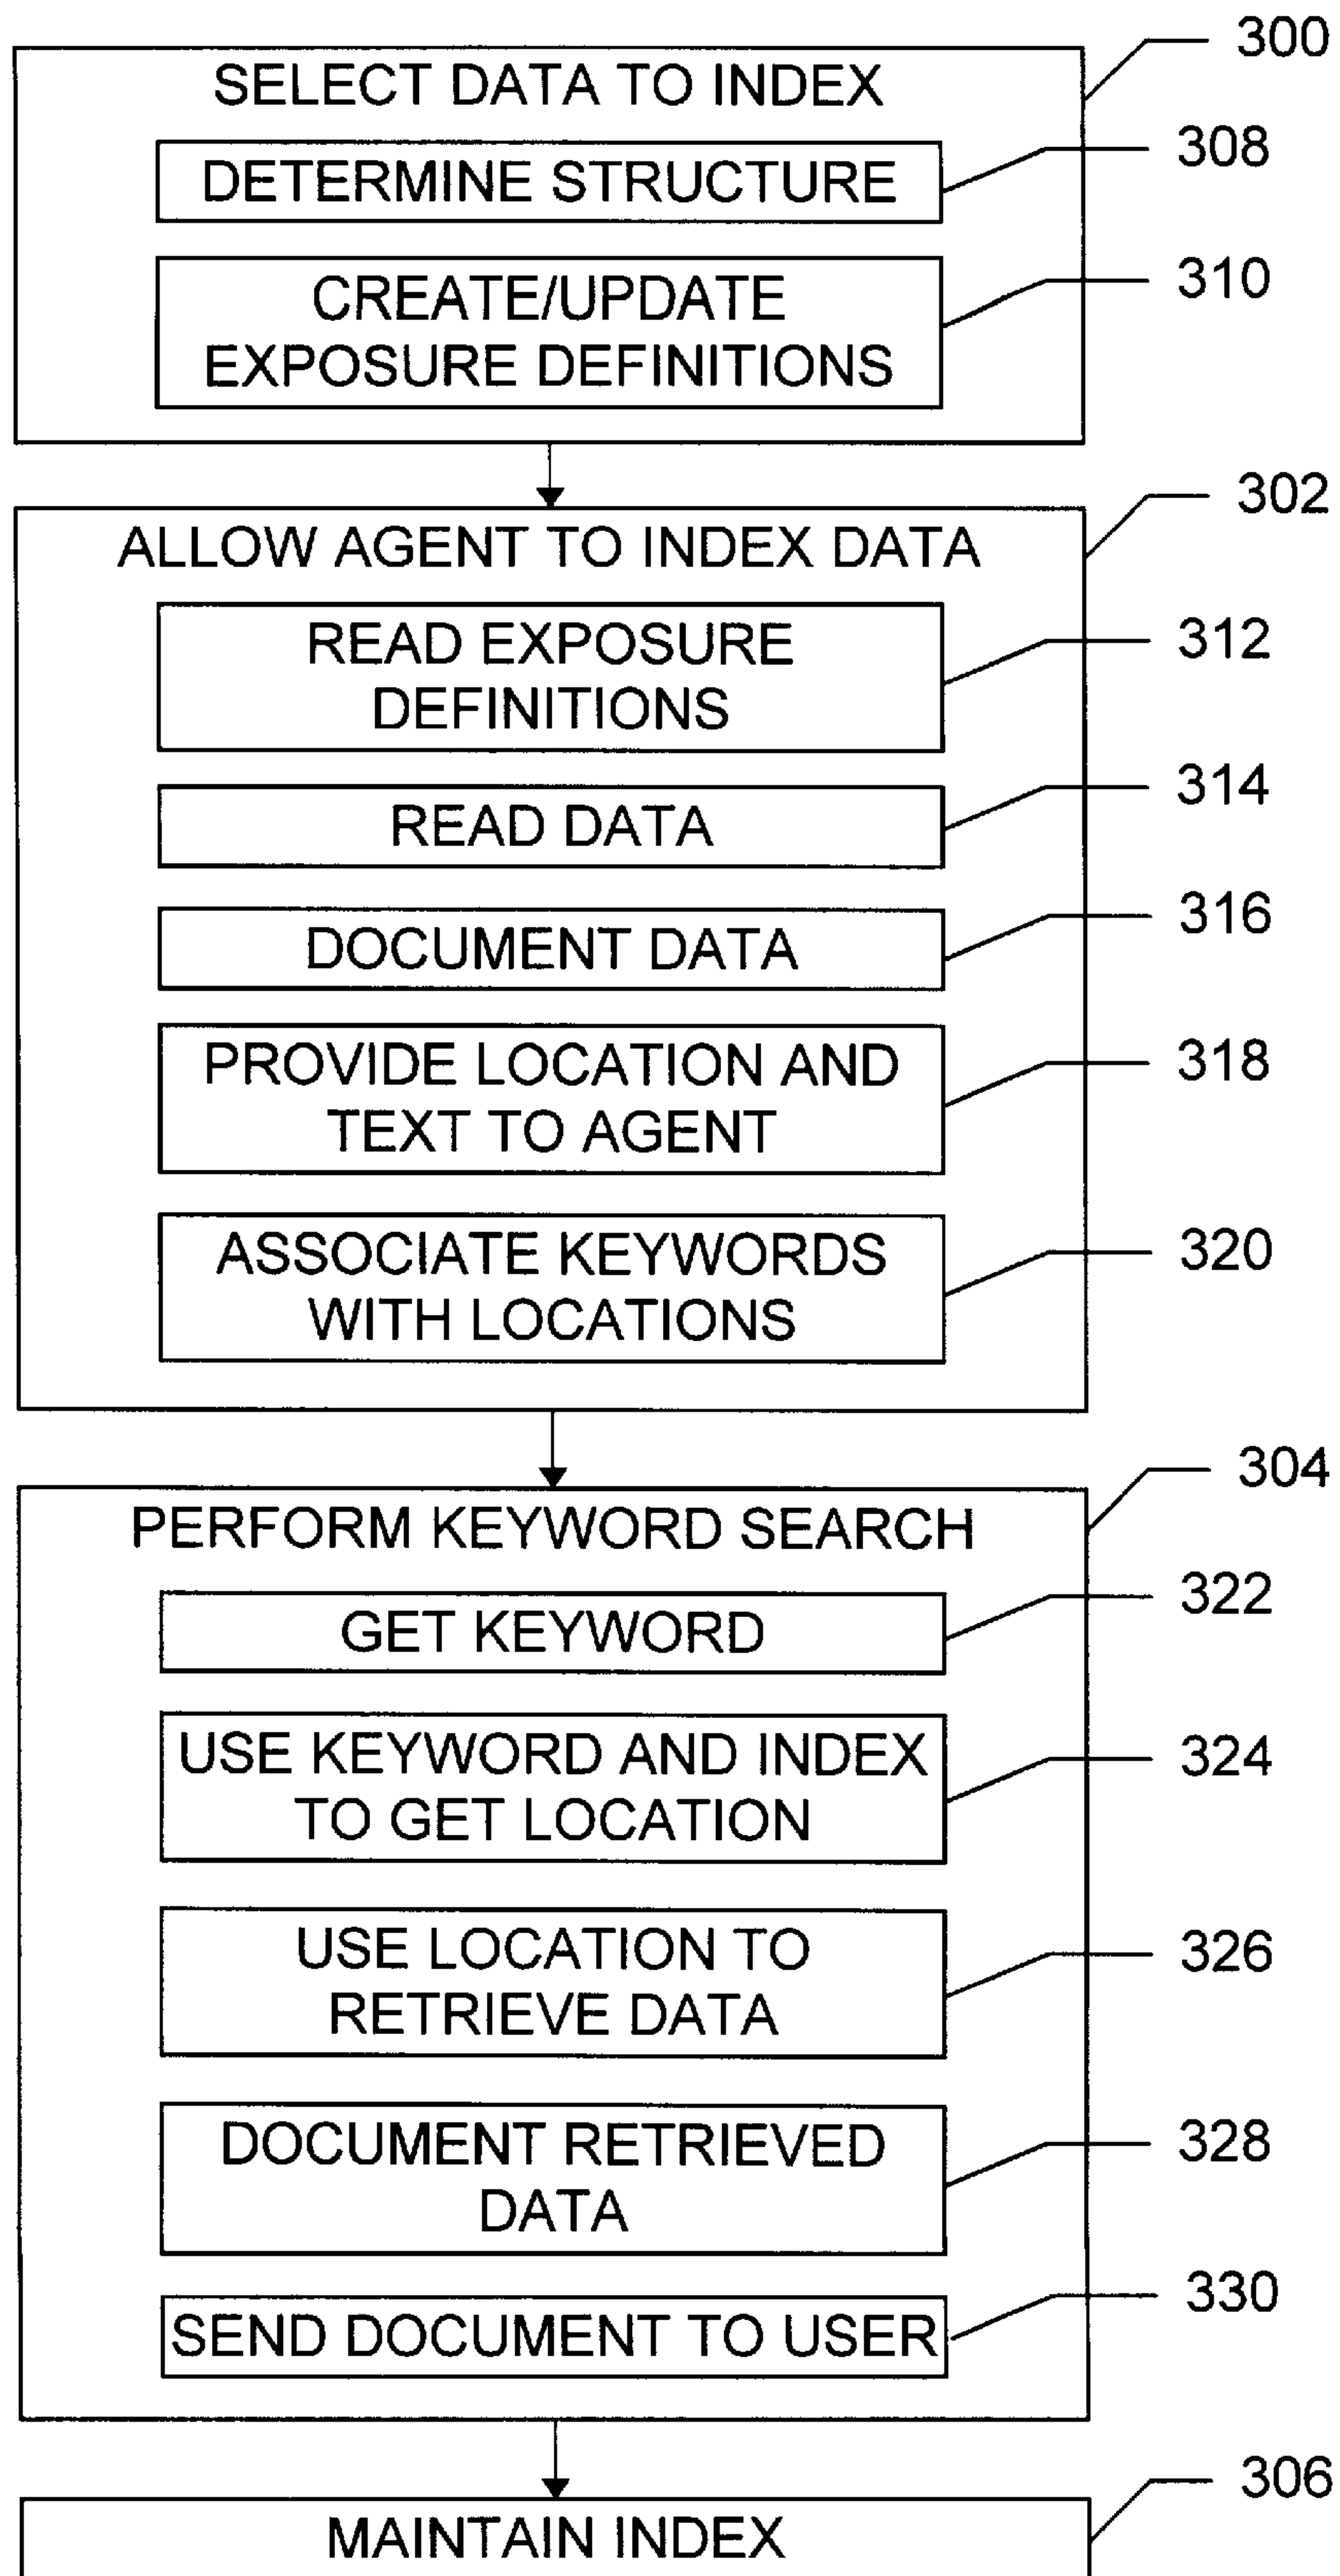 300
SELECT DATA TO INDEX
308
DETERMINE STRUCTURE
310
CREATE/UPDATE
EXPOSURE DEFINITIONS
302
ALLOW AGENT TO INDEX DATA
312
READ EXPOSURE
DEFINITIONS
314
READ DATA
316
DOCUMENT DATA
318
PROVIDE LOCATION AND
TEXT TO AGENT
320
ASSOCIATE KEYWORDS
WITH LOCATIONS
304
PERFORM KEYWORD SEARCH
322
GET KEYWORD
324
USE KEYWORD AND INDEX
TO GET LOCATION
326
USE LOCATION TO
RETRIEVE DATA
328
DOCUMENT RETRIEVED
DATA
330
SEND DOCUMENT TO USER
306
MAINTAIN INDEX